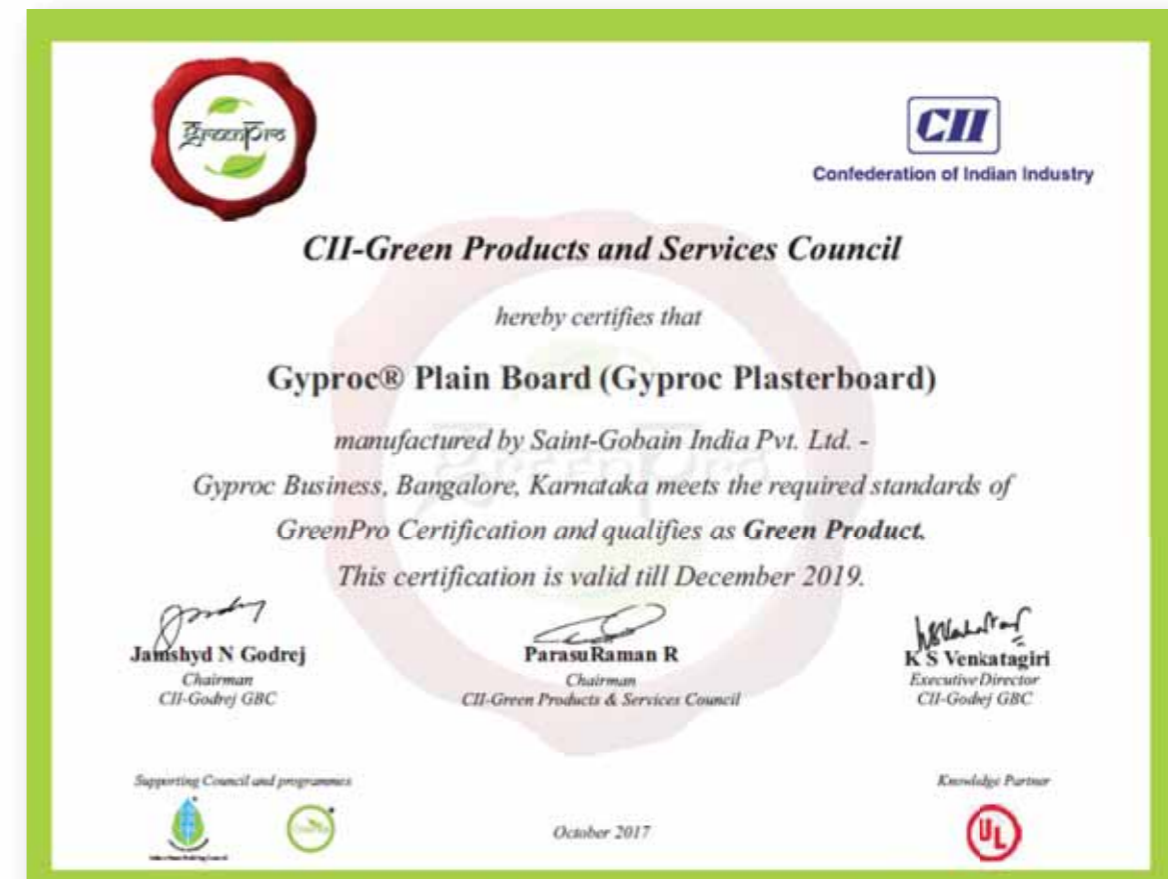 GreenPro
CII
Confederation of Indian Industry
CII-Green Products and Services Council
hereby certifies that
Gyproc® Plain Board (Gyproc Plasterboard)
manufactured by Saint-Gobain India Pvt. Ltd. -
Gyproc Business, Bangalore, Karnataka meets the required standards of
GreenPro Certification and qualifies as Green Product.
This certification is valid till December 2019.
Jamshyd N Godrej
Chairman
CII-Godrej GBC
ParasuRaman R
Chairman
CII-Green Products & Services Council
K S Venkatagiri
Executive Director
CII-Godrej GBC
Supporting Council and programmes
Knowledge Partner
October 2017
UL